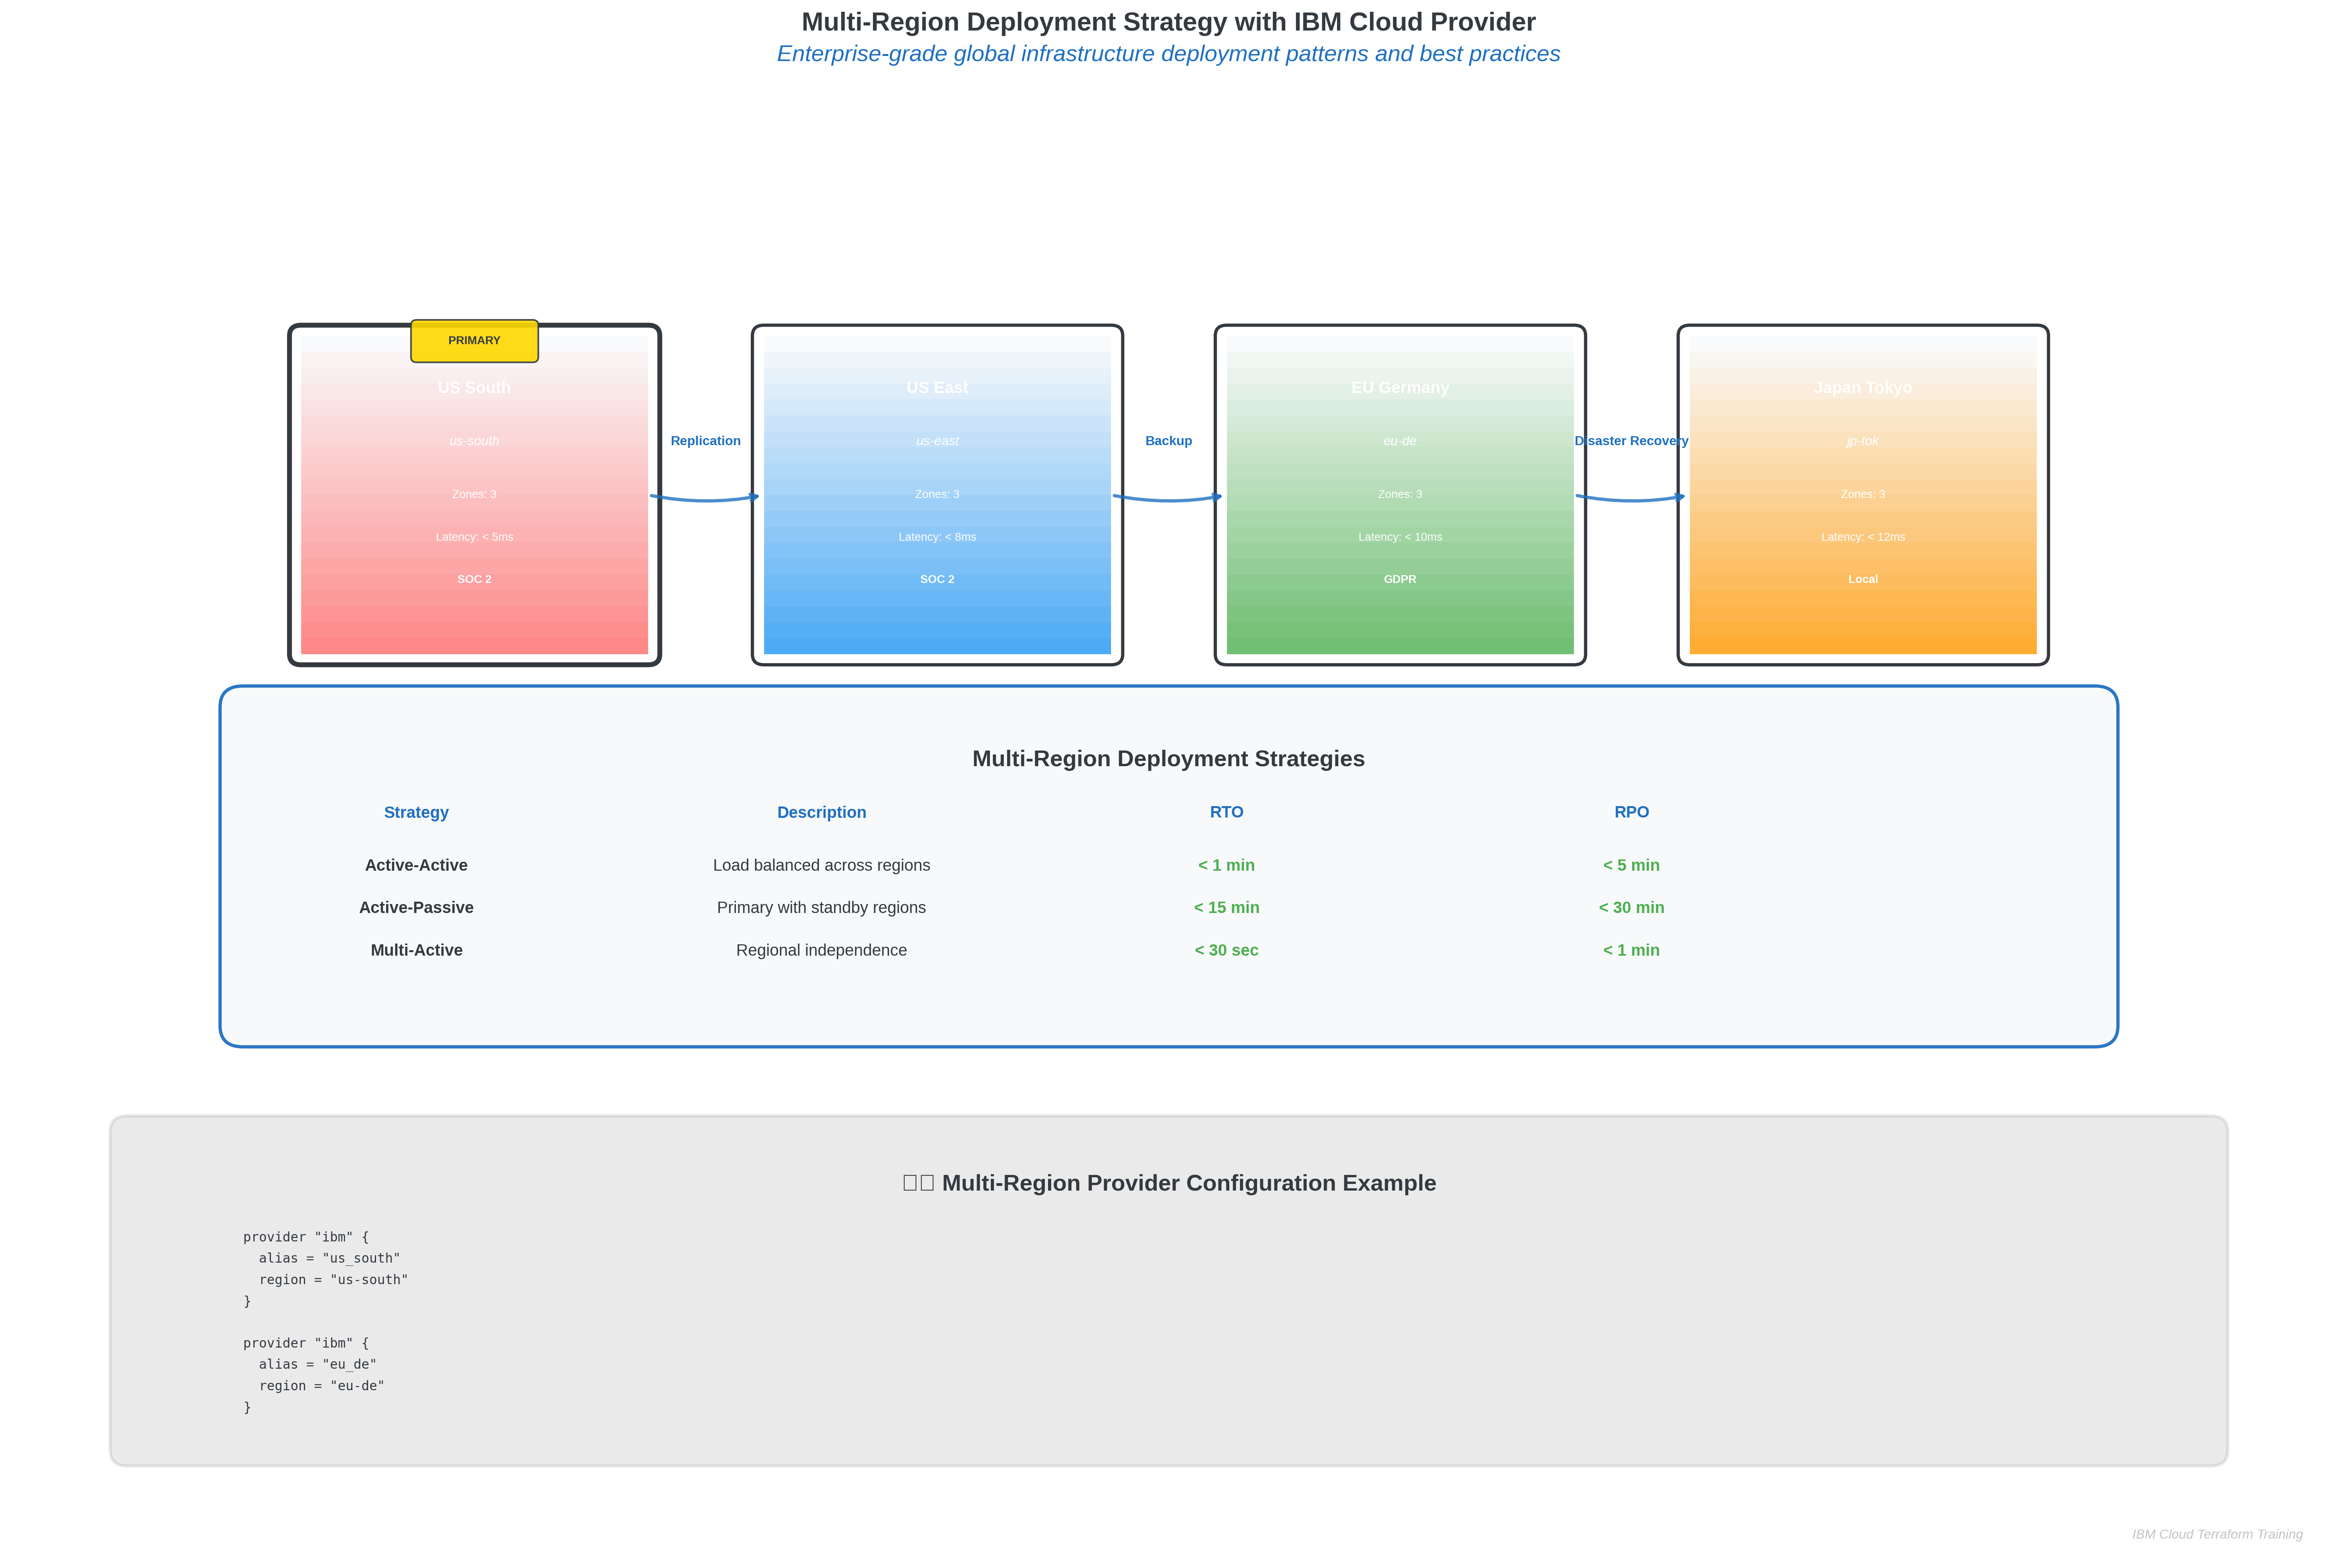 Multi-Region Deployment Strategy with IBM Cloud Provider
Enterprise-grade global infrastructure deployment patterns and best practices
PRIMARY
US South
us-south
Zones: 3
Latency: < 5ms
SOC 2
Replication
US East
us-east
Zones: 3
Latency: < 8ms
SOC 2
Backup
EU Germany
eu-de
Zones: 3
Latency: < 10ms
GDPR
Disaster Recovery
Japan Tokyo
jp-tok
Zones: 3
Latency: < 12ms
Local
Multi-Region Deployment Strategies
Strategy Description RTO RPO
Active-Active Load balanced across regions < 1 min < 5 min
Active-Passive Primary with standby regions < 15 min < 30 min
Multi-Active Regional independence < 30 sec < 1 min
Multi-Region Provider Configuration Example
provider "ibm" {
  alias = "us_south"
  region = "us-south"
}
provider "ibm" {
  alias = "eu_de"
  region = "eu-de"
}
IBM Cloud Terraform Training